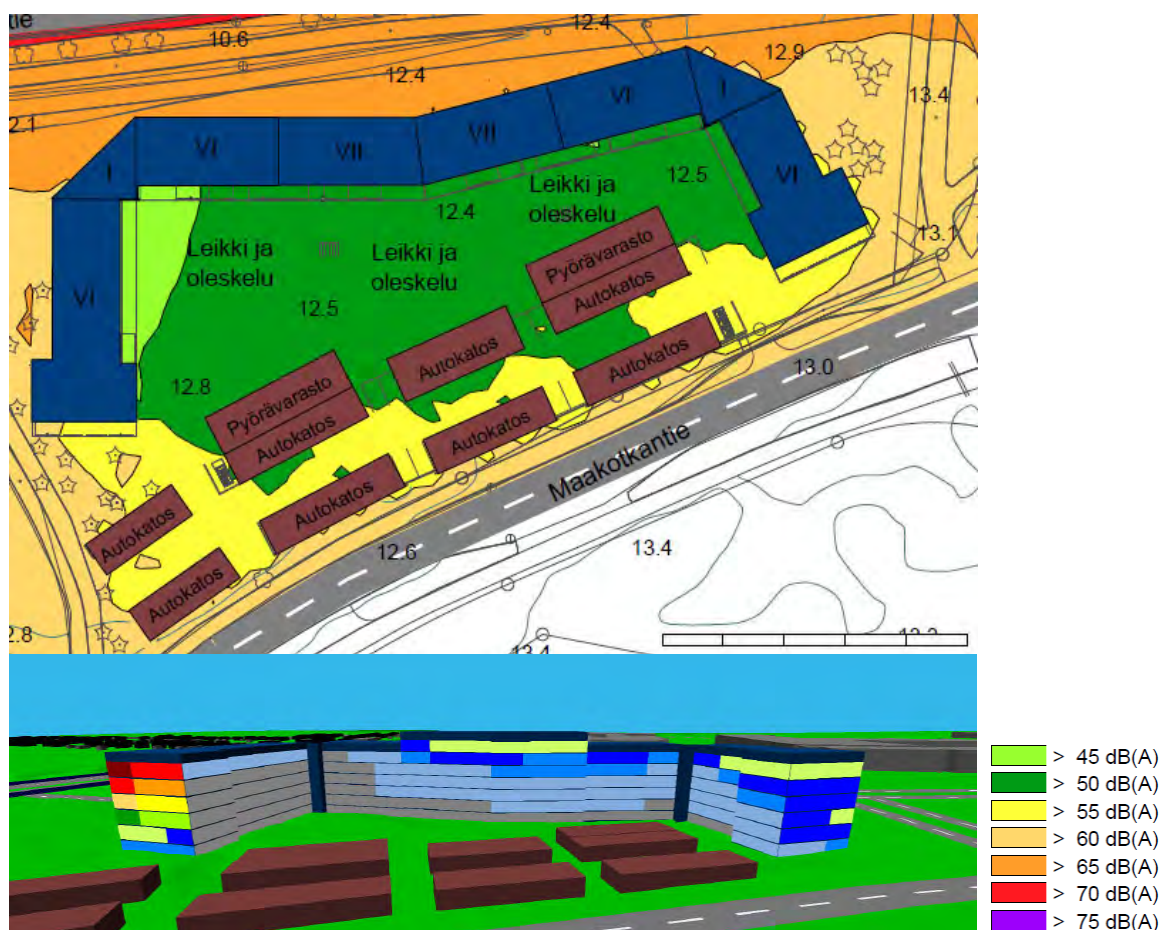 tie
12.4
10.6
12.9
12.4
13.4
2.1
VI
I
VII
VI
VII
I
12.5
VI
Leikki ja
oleskelu
12.4
Leikki ja
oleskelu
Leikki ja
oleskelu
13.1
Pyörävarasto
Autokatos
VI
12.5
Autokatos
Autokatos
13.0
12.8
Pyörävarasto
Autokatos
Autokatos
Maakotkantie
Autokatos
Autokatos
12.6
13.4
Autokatos
2.8
13.4
> 45 dB(A)
> 50 dB(A)
> 55 dB(A)
> 60 dB(A)
> 65 dB(A)
> 70 dB(A)
> 75 dB(A)